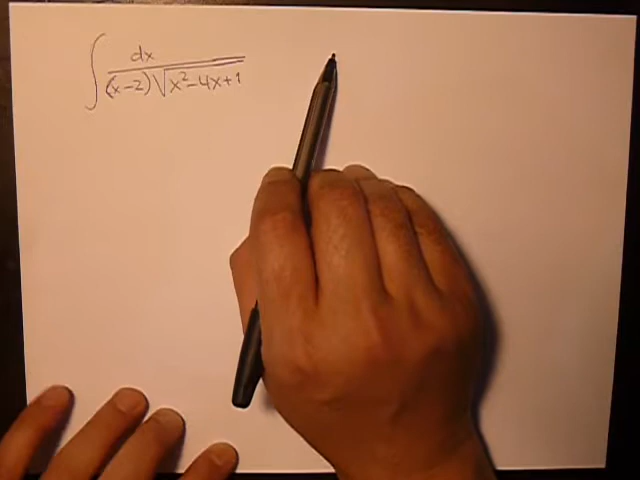 ∫ dx / ((x-2)√(x²-4x+1))